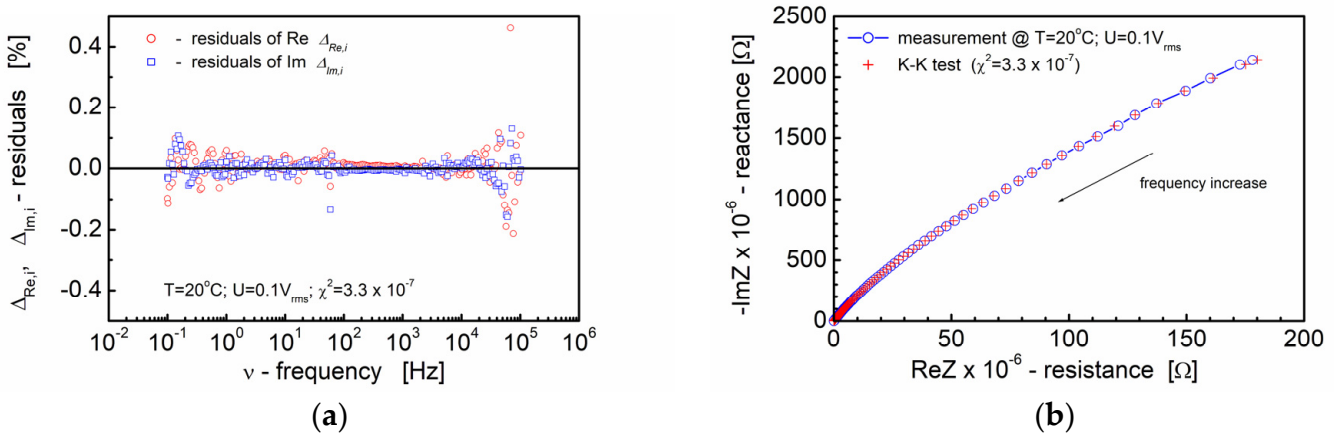 Δ_Re,i, Δ_Im,i - residuals [%]
0.4
0.2
0.0
-0.2
-0.4
- residuals of Re Δ_Re,i
- residuals of Im Δ_Im,i
T=20°C; U=0.1V_rms; χ²=3.3 x 10⁻⁷
10⁻² 10⁻¹ 10⁰ 10¹ 10² 10³ 10⁴ 10⁵ 10⁶
ν - frequency [Hz]
(a)
-ImZ x 10⁻⁶ - reactance [Ω]
2500
2000
1500
1000
500
0
measurement @ T=20°C; U=0.1V_rms
K-K test (χ²=3.3 x 10⁻⁷)
frequency increase
0 50 100 150 200
ReZ x 10⁻⁶ - resistance [Ω]
(b)